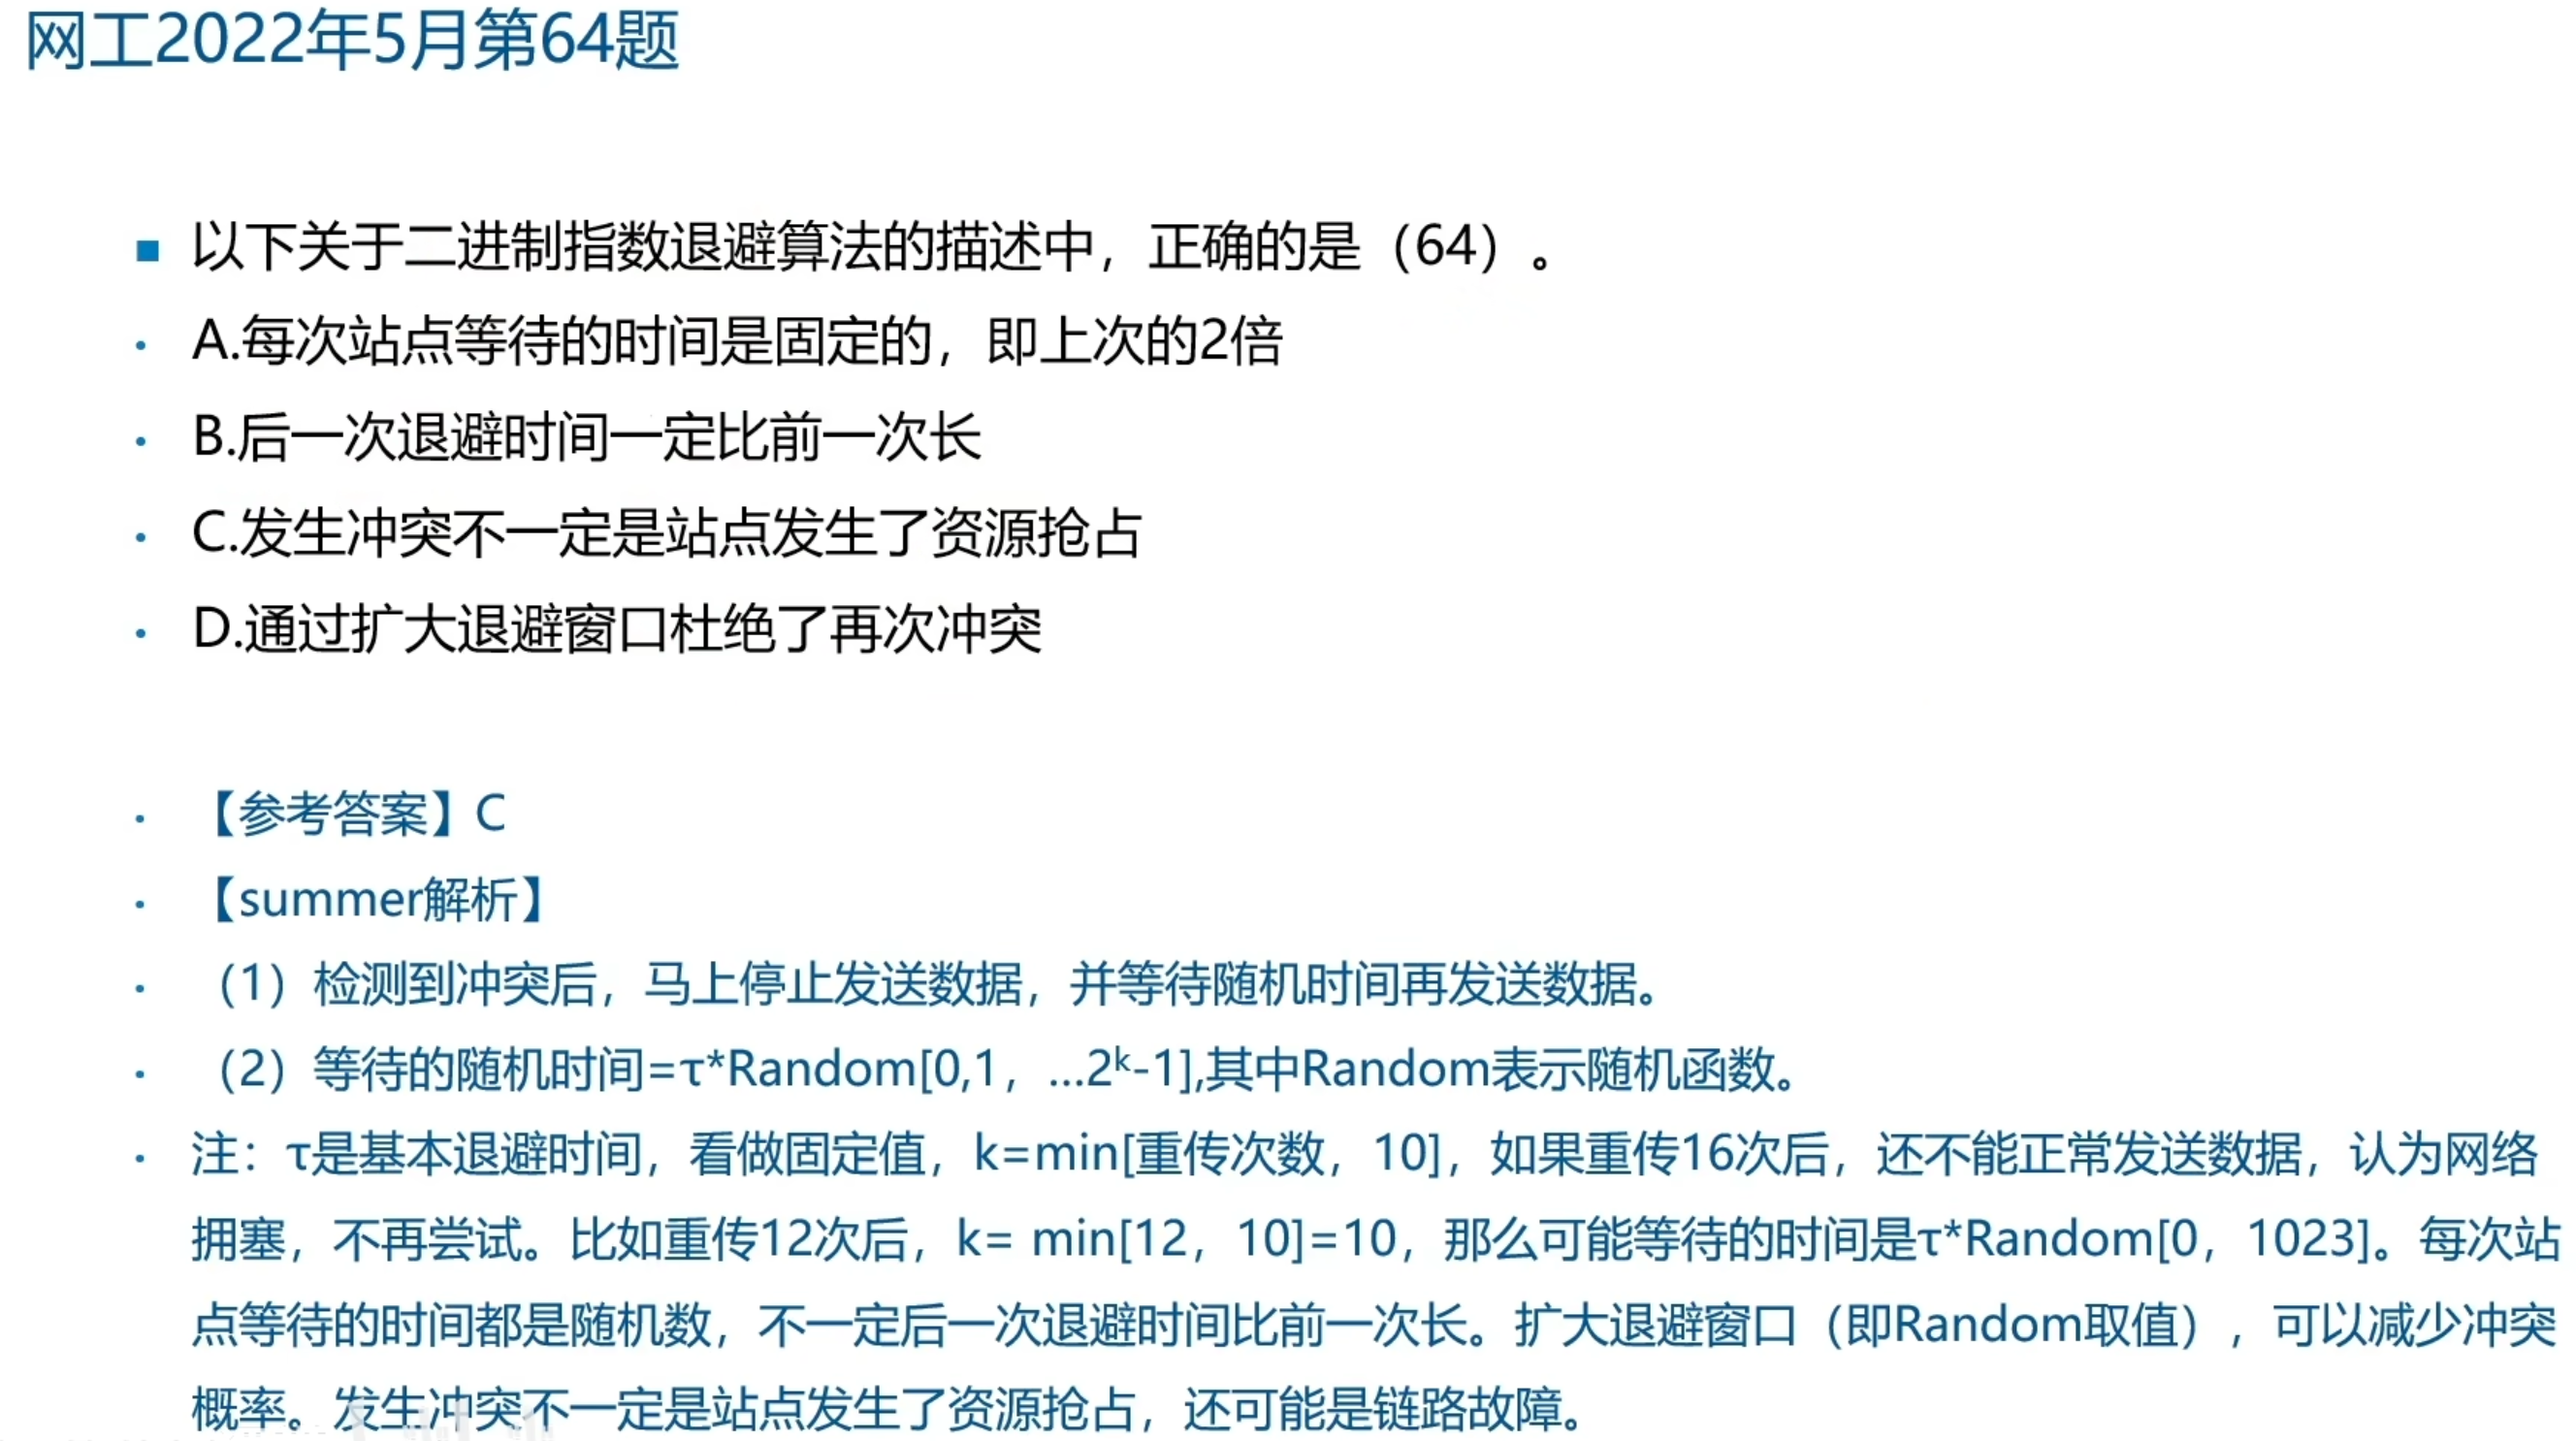 网工2022年5月第64题
■ 以下关于二进制指数退避算法的描述中，正确的是（64）。
• A.每次站点等待的时间是固定的，即上次的2倍
• B.后一次退避时间一定比前一次长
• C.发生冲突不一定是站点发生了资源抢占
• D.通过扩大退避窗口杜绝了再次冲突
• 【参考答案】C
• 【summer解析】
• （1）检测到冲突后，马上停止发送数据，并等待随机时间再发送数据。
• （2）等待的随机时间=τ*Random[0,1，…2ᵏ-1],其中Random表示随机函数。
• 注：τ是基本退避时间，看做固定值，k=min[重传次数，10]，如果重传16次后，还不能正常发送数据，认为网络
拥塞，不再尝试。比如重传12次后，k= min[12，10]=10，那么可能等待的时间是τ*Random[0，1023]。每次站
点等待的时间都是随机数，不一定后一次退避时间比前一次长。扩大退避窗口（即Random取值），可以减少冲突
概率。发生冲突不一定是站点发生了资源抢占，还可能是链路故障。